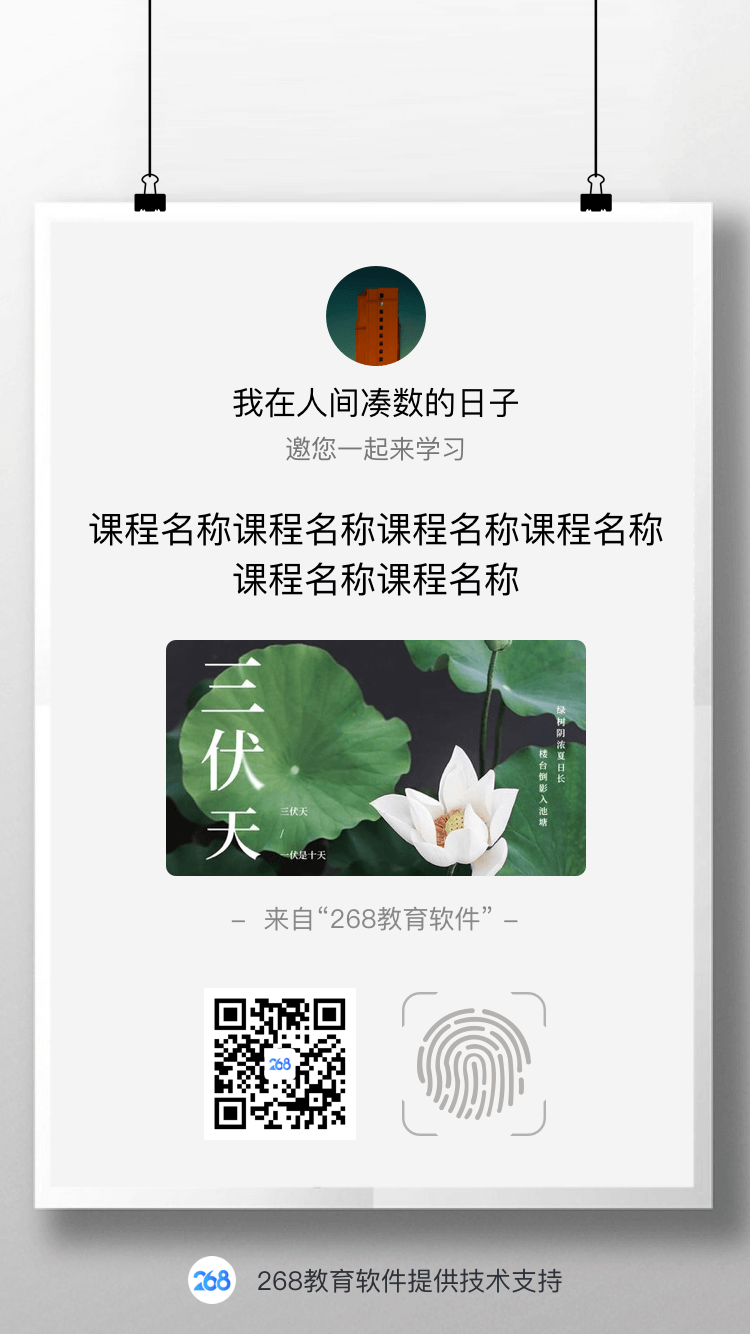 我在人间凑数的日子
邀您一起来学习
课程名称课程名称课程名称课程名称
课程名称课程名称
三伏天
三伏天
/
一伏是十天
绿树阴浓夏日长
楼台倒影入池塘
– 来自“268教育软件” –
268
268
268教育软件提供技术支持